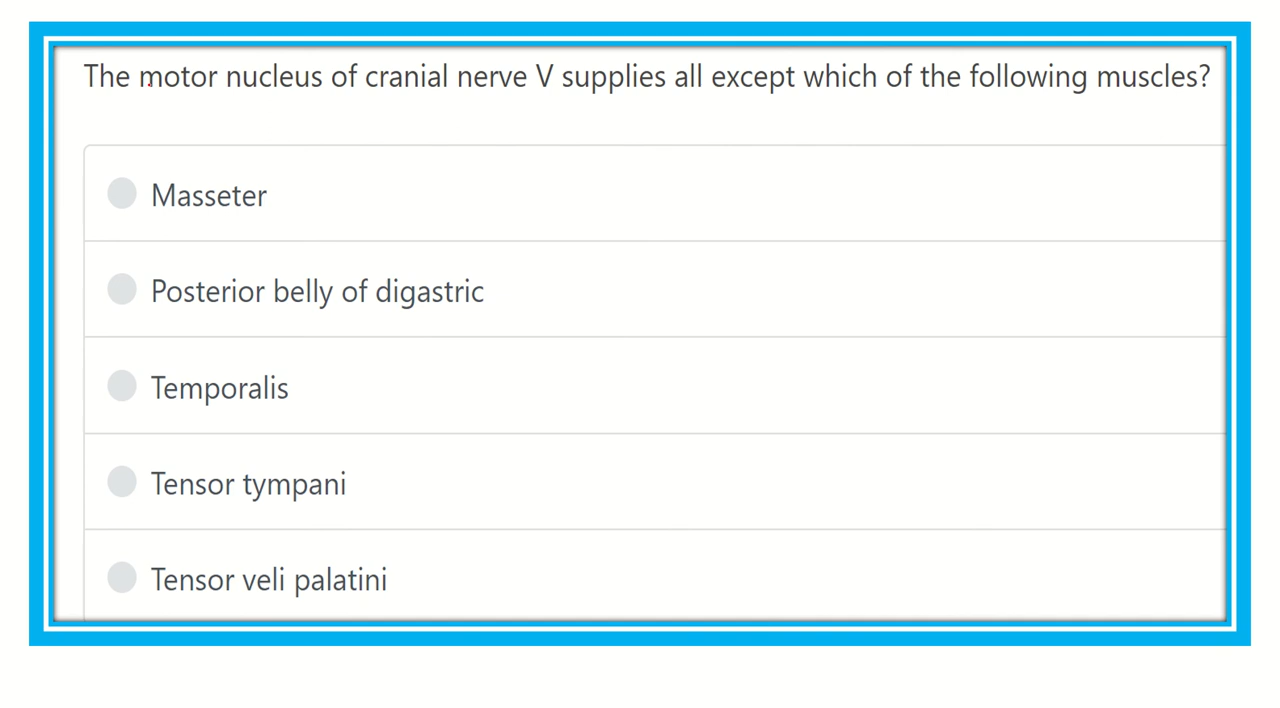 The motor nucleus of cranial nerve V supplies all except which of the following muscles?
Masseter
Posterior belly of digastric
Temporalis
Tensor tympani
Tensor veli palatini